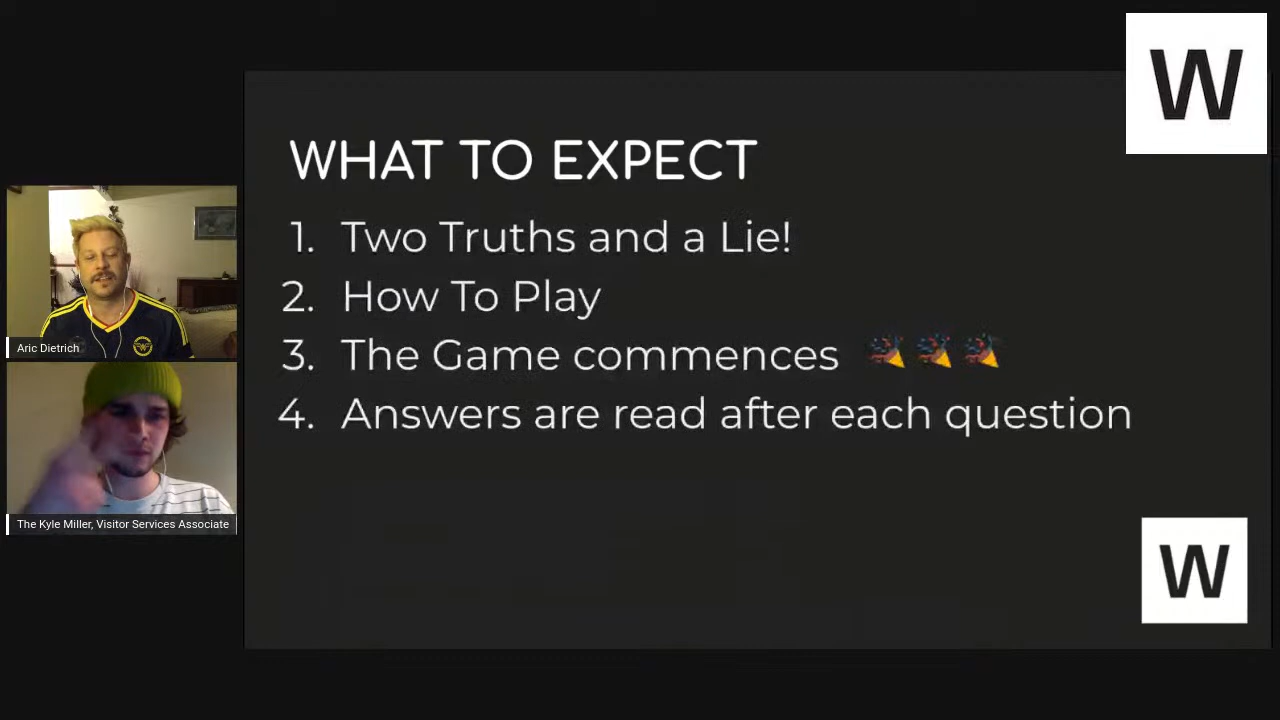 W
WHAT TO EXPECT
1. Two Truths and a Lie!
2. How To Play
3. The Game commences 🎉🎉🎉
4. Answers are read after each question
Aric Dietrich
The Kyle Miller, Visitor Services Associate
W